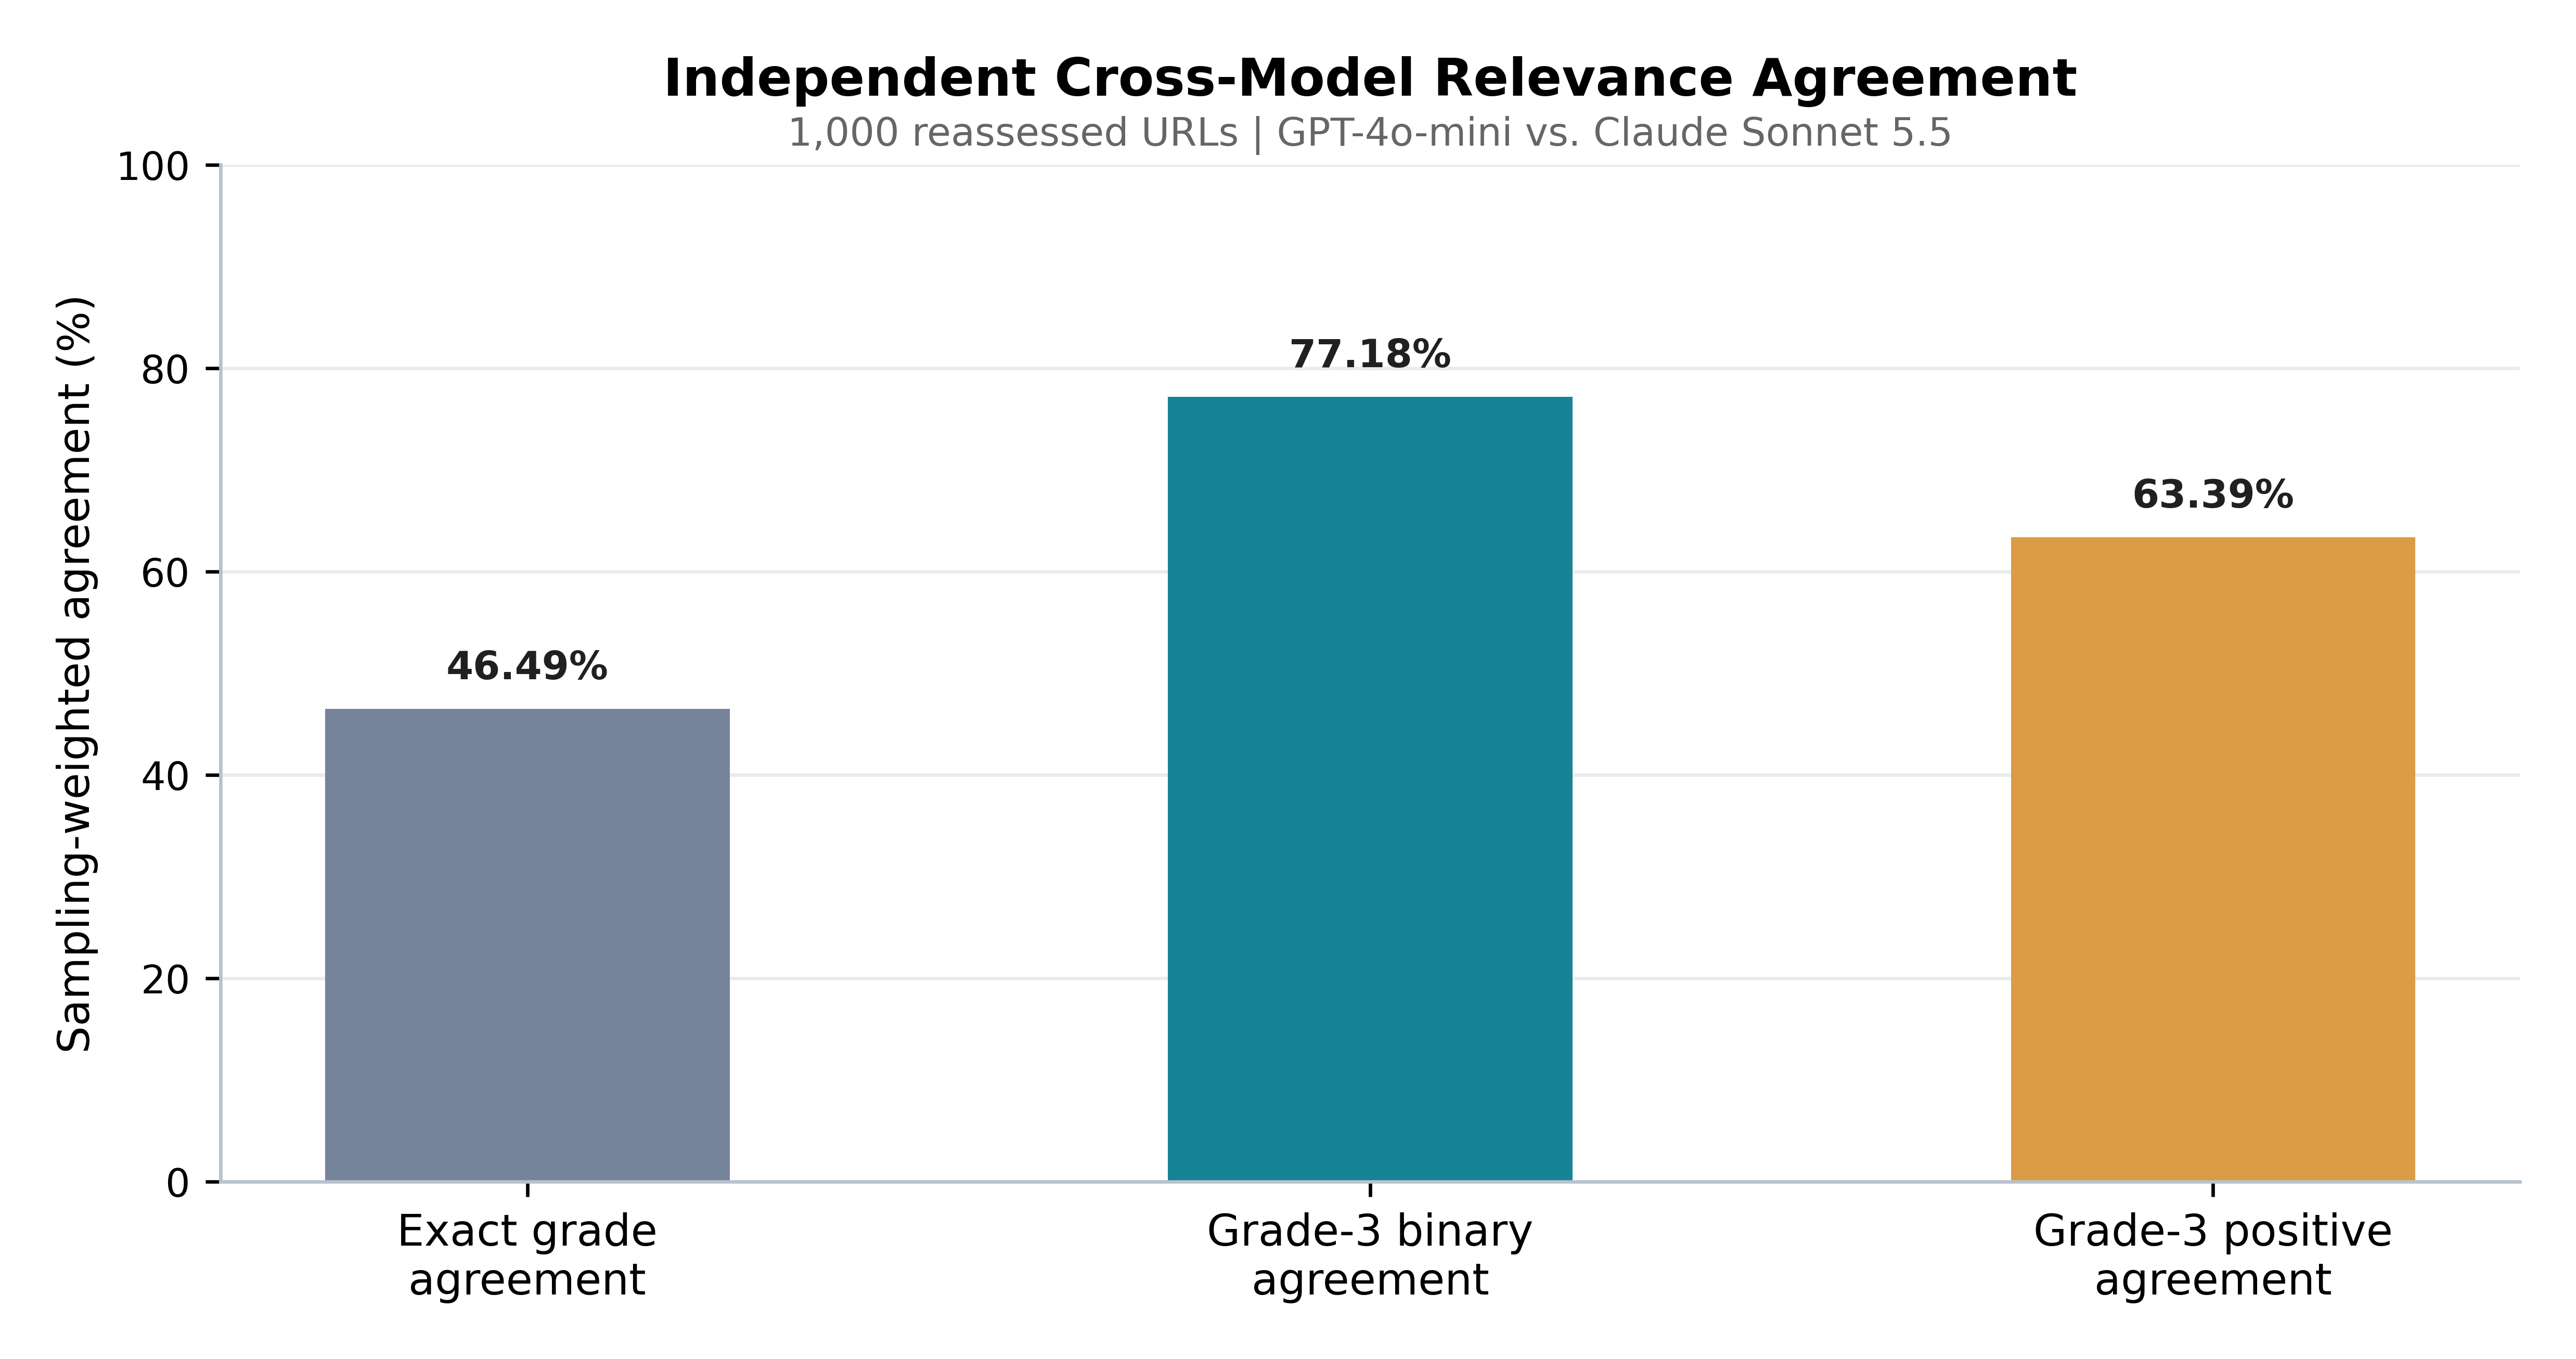 Independent Cross-Model Relevance Agreement
1,000 reassessed URLs | GPT-4o-mini vs. Claude Sonnet 5.5
Sampling-weighted agreement (%)
100
80
60
40
20
0
46.49%
77.18%
63.39%
Exact grade
agreement
Grade-3 binary
agreement
Grade-3 positive
agreement